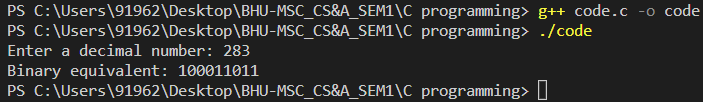 PS C:\Users\91962\Desktop\BHU-MSC_CS&A_SEM1\C programming> g++ code.c -o code
PS C:\Users\91962\Desktop\BHU-MSC_CS&A_SEM1\C programming> ./code
Enter a decimal number: 283
Binary equivalent: 100011011
PS C:\Users\91962\Desktop\BHU-MSC_CS&A_SEM1\C programming>